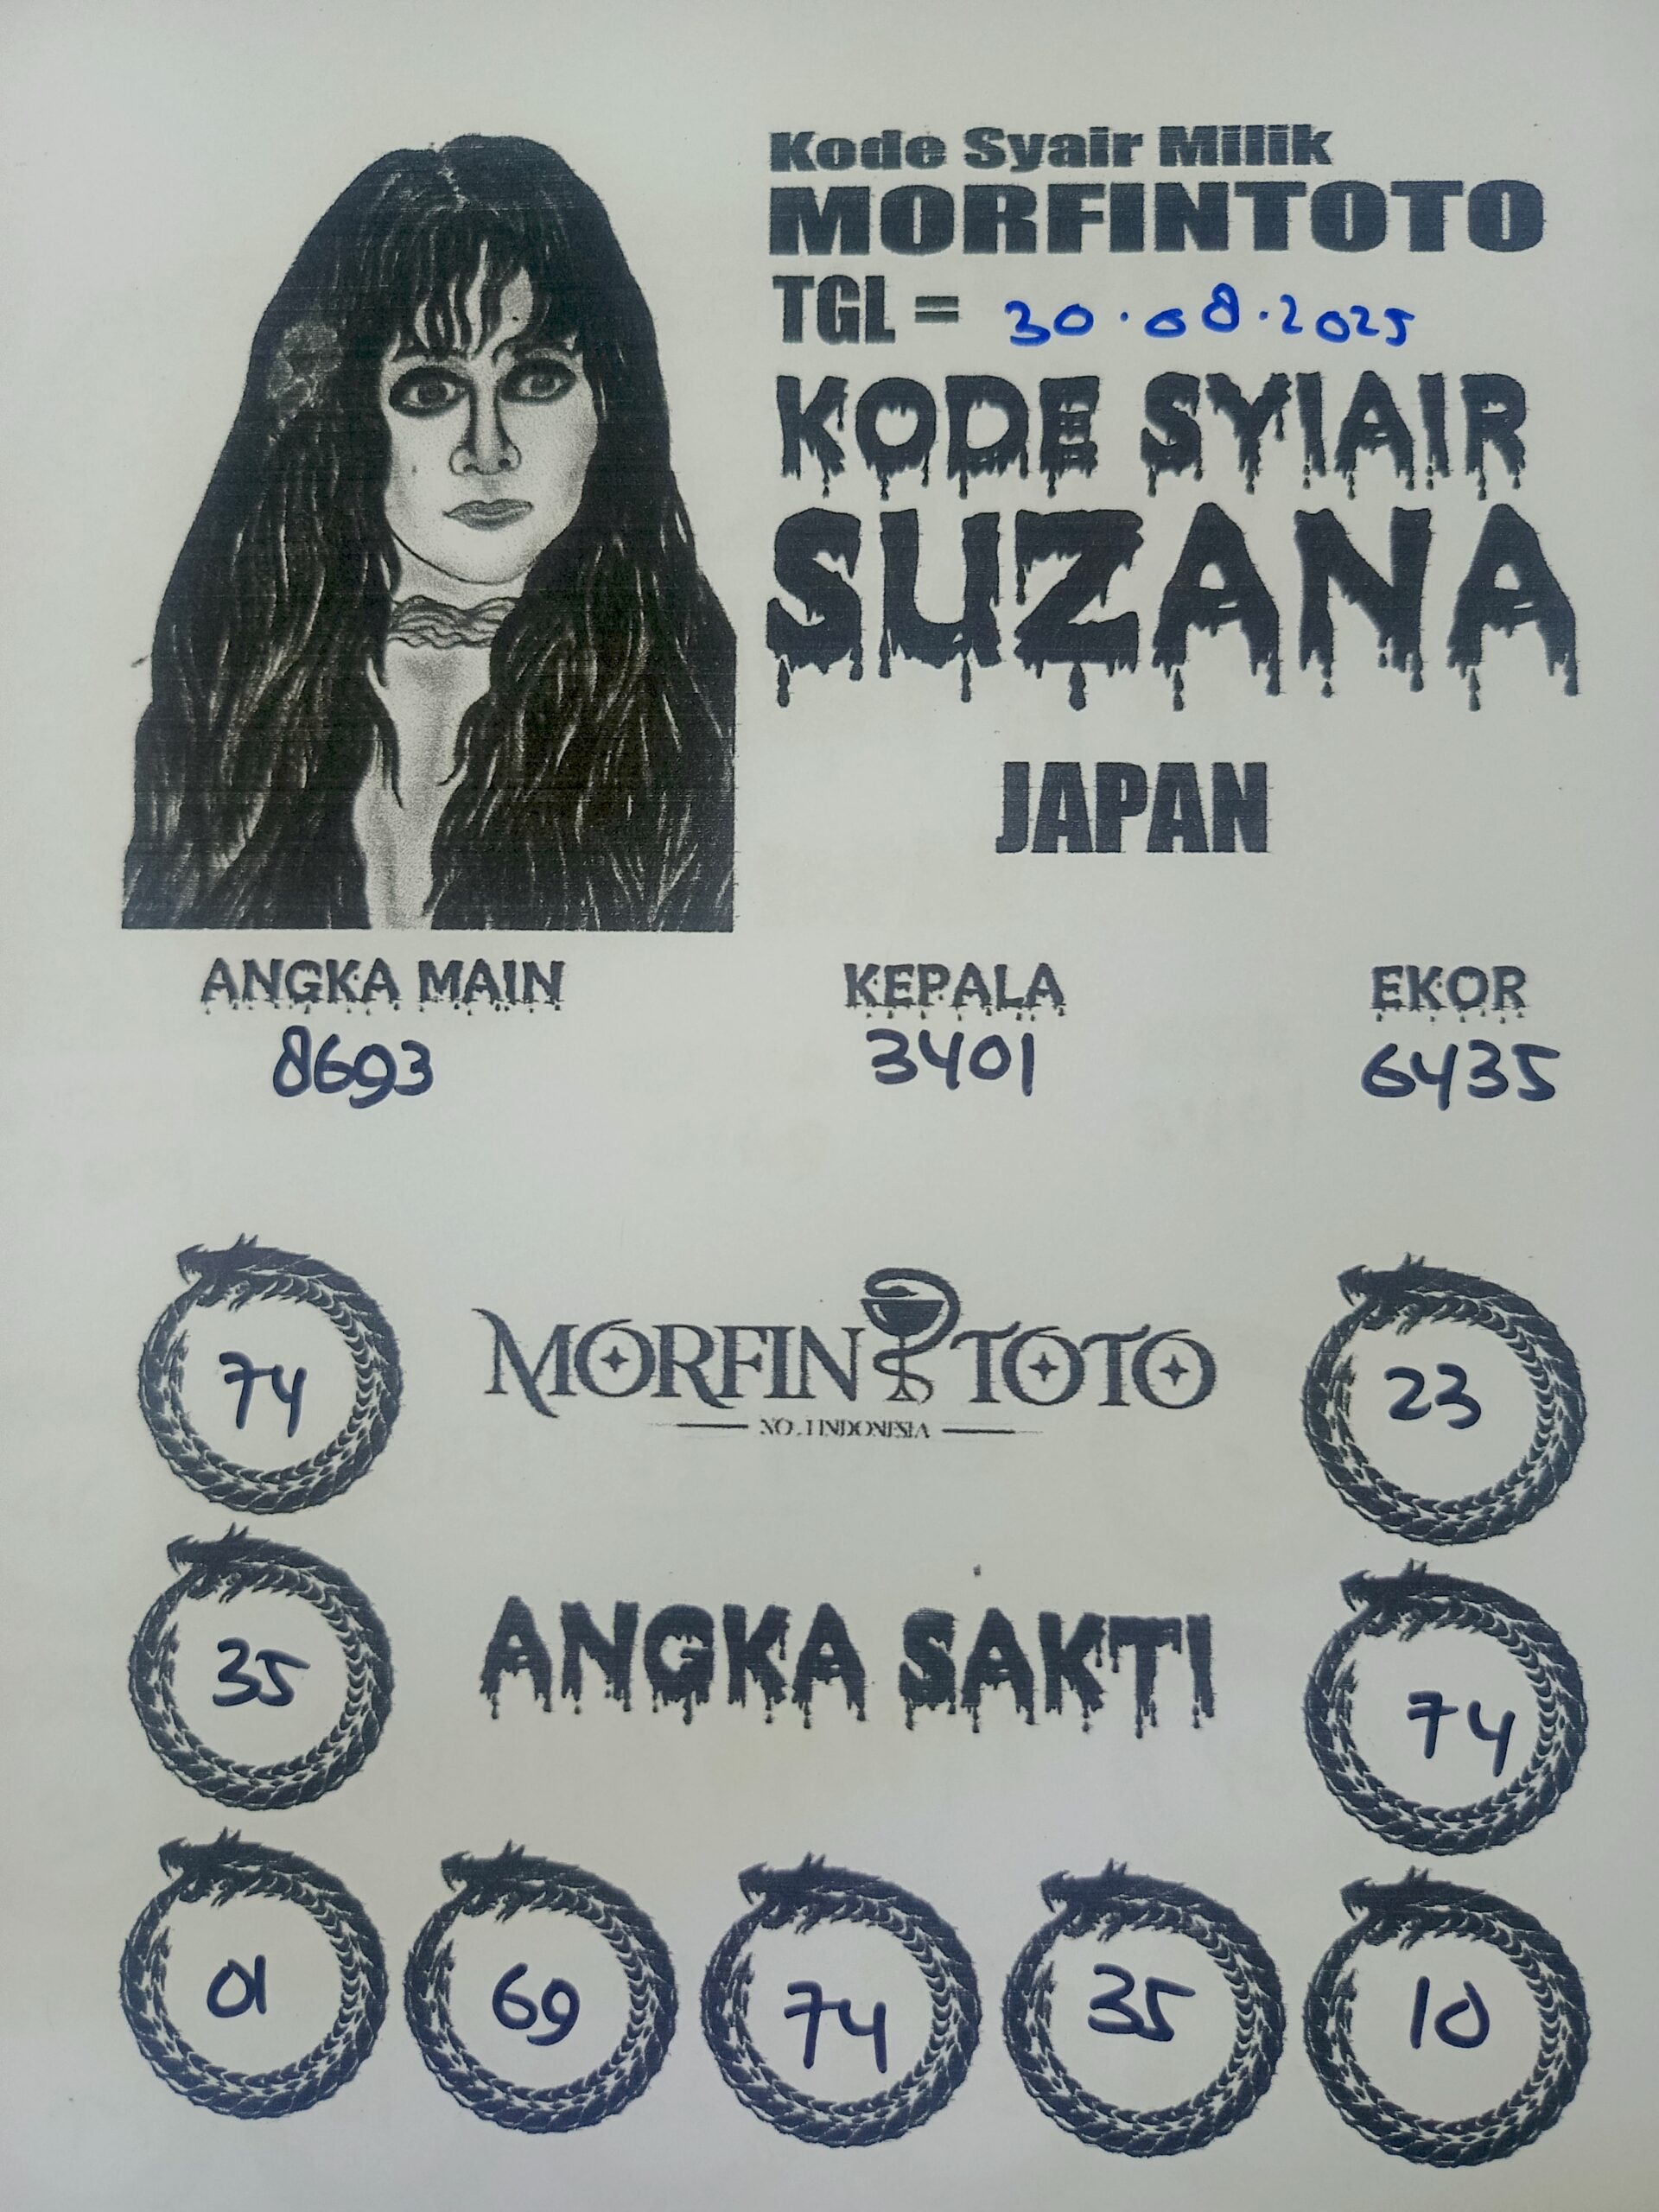 Kode Syair Milik
MORFINTOTO
TGL = 30.08.2025
KODE SYIAIR
SUZANA
JAPAN
ANGKA MAIN KEPALA EKOR
8693 3401 6435
74 MORFIN TOTO 23
NO.1 INDONESIA
35 ANGKA SAKTI 74
01 69 74 35 10